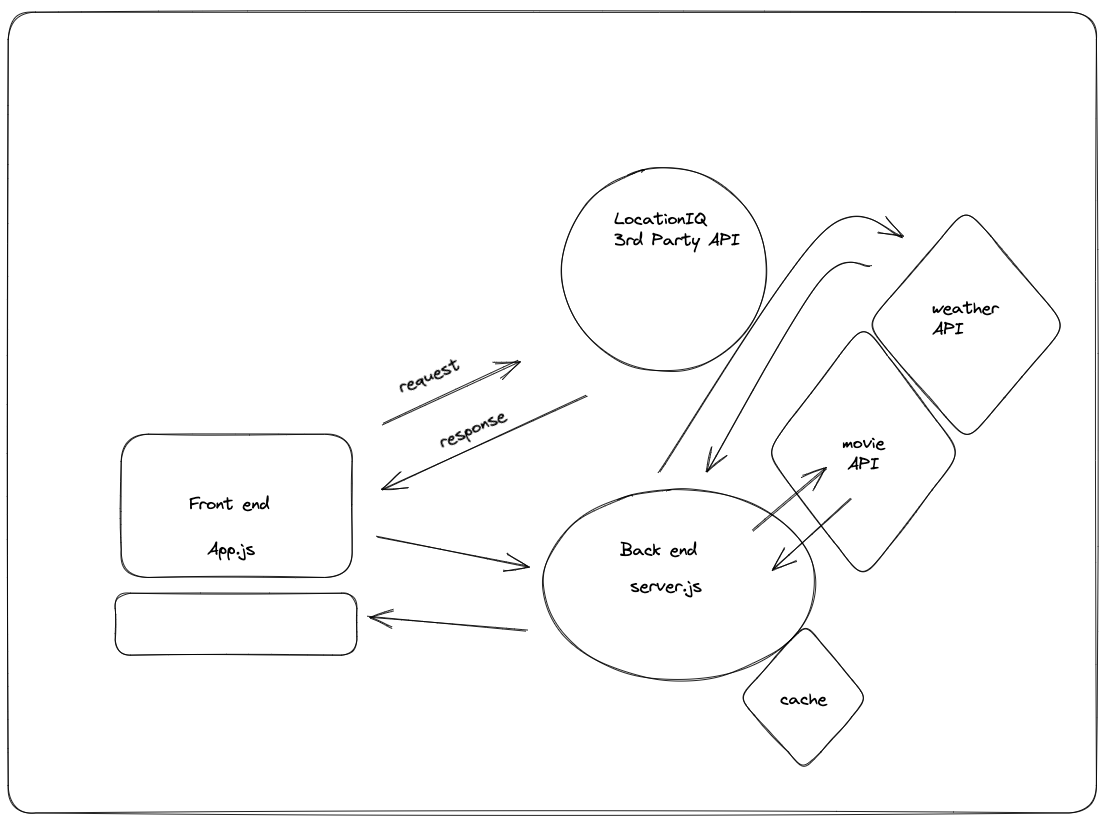 LocationIQ
3rd Party API
weather
API
request
response
movie
API
Front end
App.js
Back end
server.js
cache